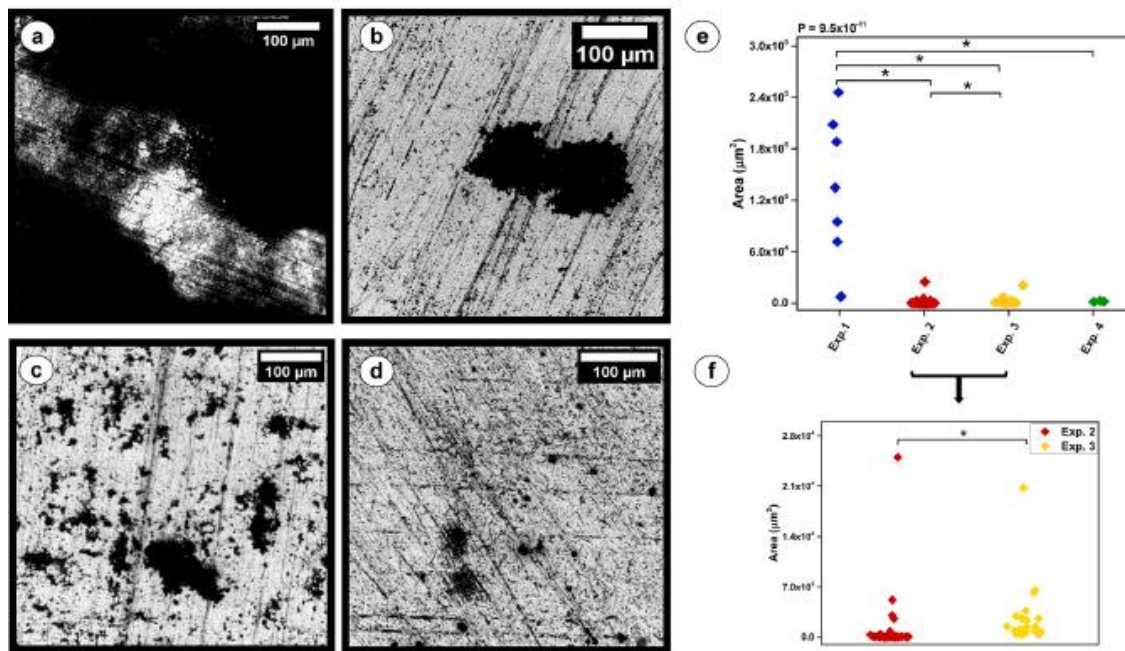 a
100 µm
b
100 µm
c
100 µm
d
100 µm
e
P = 9.5x10⁻¹¹
* 
*
* *
3.0x10⁵
2.4x10⁵
1.8x10⁵
1.2x10⁵
6.0x10⁴
0.0
Area (µm²)
Exp. 1
Exp. 2
Exp. 3
Exp. 4
f
*
Exp. 2
Exp. 3
2.8x10⁴
2.1x10⁴
1.4x10⁴
7.0x10³
0.0
Area (µm²)